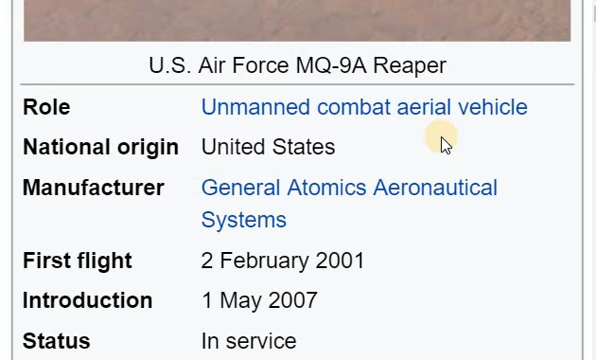 U.S. Air Force MQ-9A Reaper
Role Unmanned combat aerial vehicle
National origin United States
Manufacturer General Atomics Aeronautical
Systems
First flight 2 February 2001
Introduction 1 May 2007
Status In service